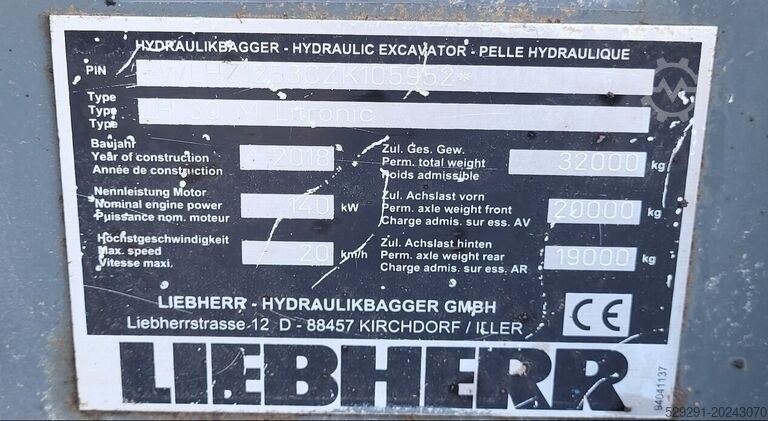 HYDRAULIKBAGGER - HYDRAULIC EXCAVATOR - PELLE HYDRAULIQUE
PIN
Type
Type Litronic
Type
Baujahr
Year of construction 2018
Année de construction
Zul. Ges. Gew.
Perm. total weight 32000 kg
Poids admissible
Nennleistung Motor
Nominal engine power 140 kW
Puissance nom. moteur
Zul. Achslast vorn
Perm. axle weight front 20000 kg
Charge admis. sur ess. AV
Höchstgeschwindigkeit
Max. speed 20 km/h
Vitesse maxi.
Zul. Achslast hinten
Perm. axle weight rear 19000 kg
Charge admis. sur ess. AR
LIEBHERR - HYDRAULIKBAGGER GMBH
Liebherrstrasse 12 D - 88457 KIRCHDORF / ILLER
CE
LIEBHERR
94041137
529291-20243070